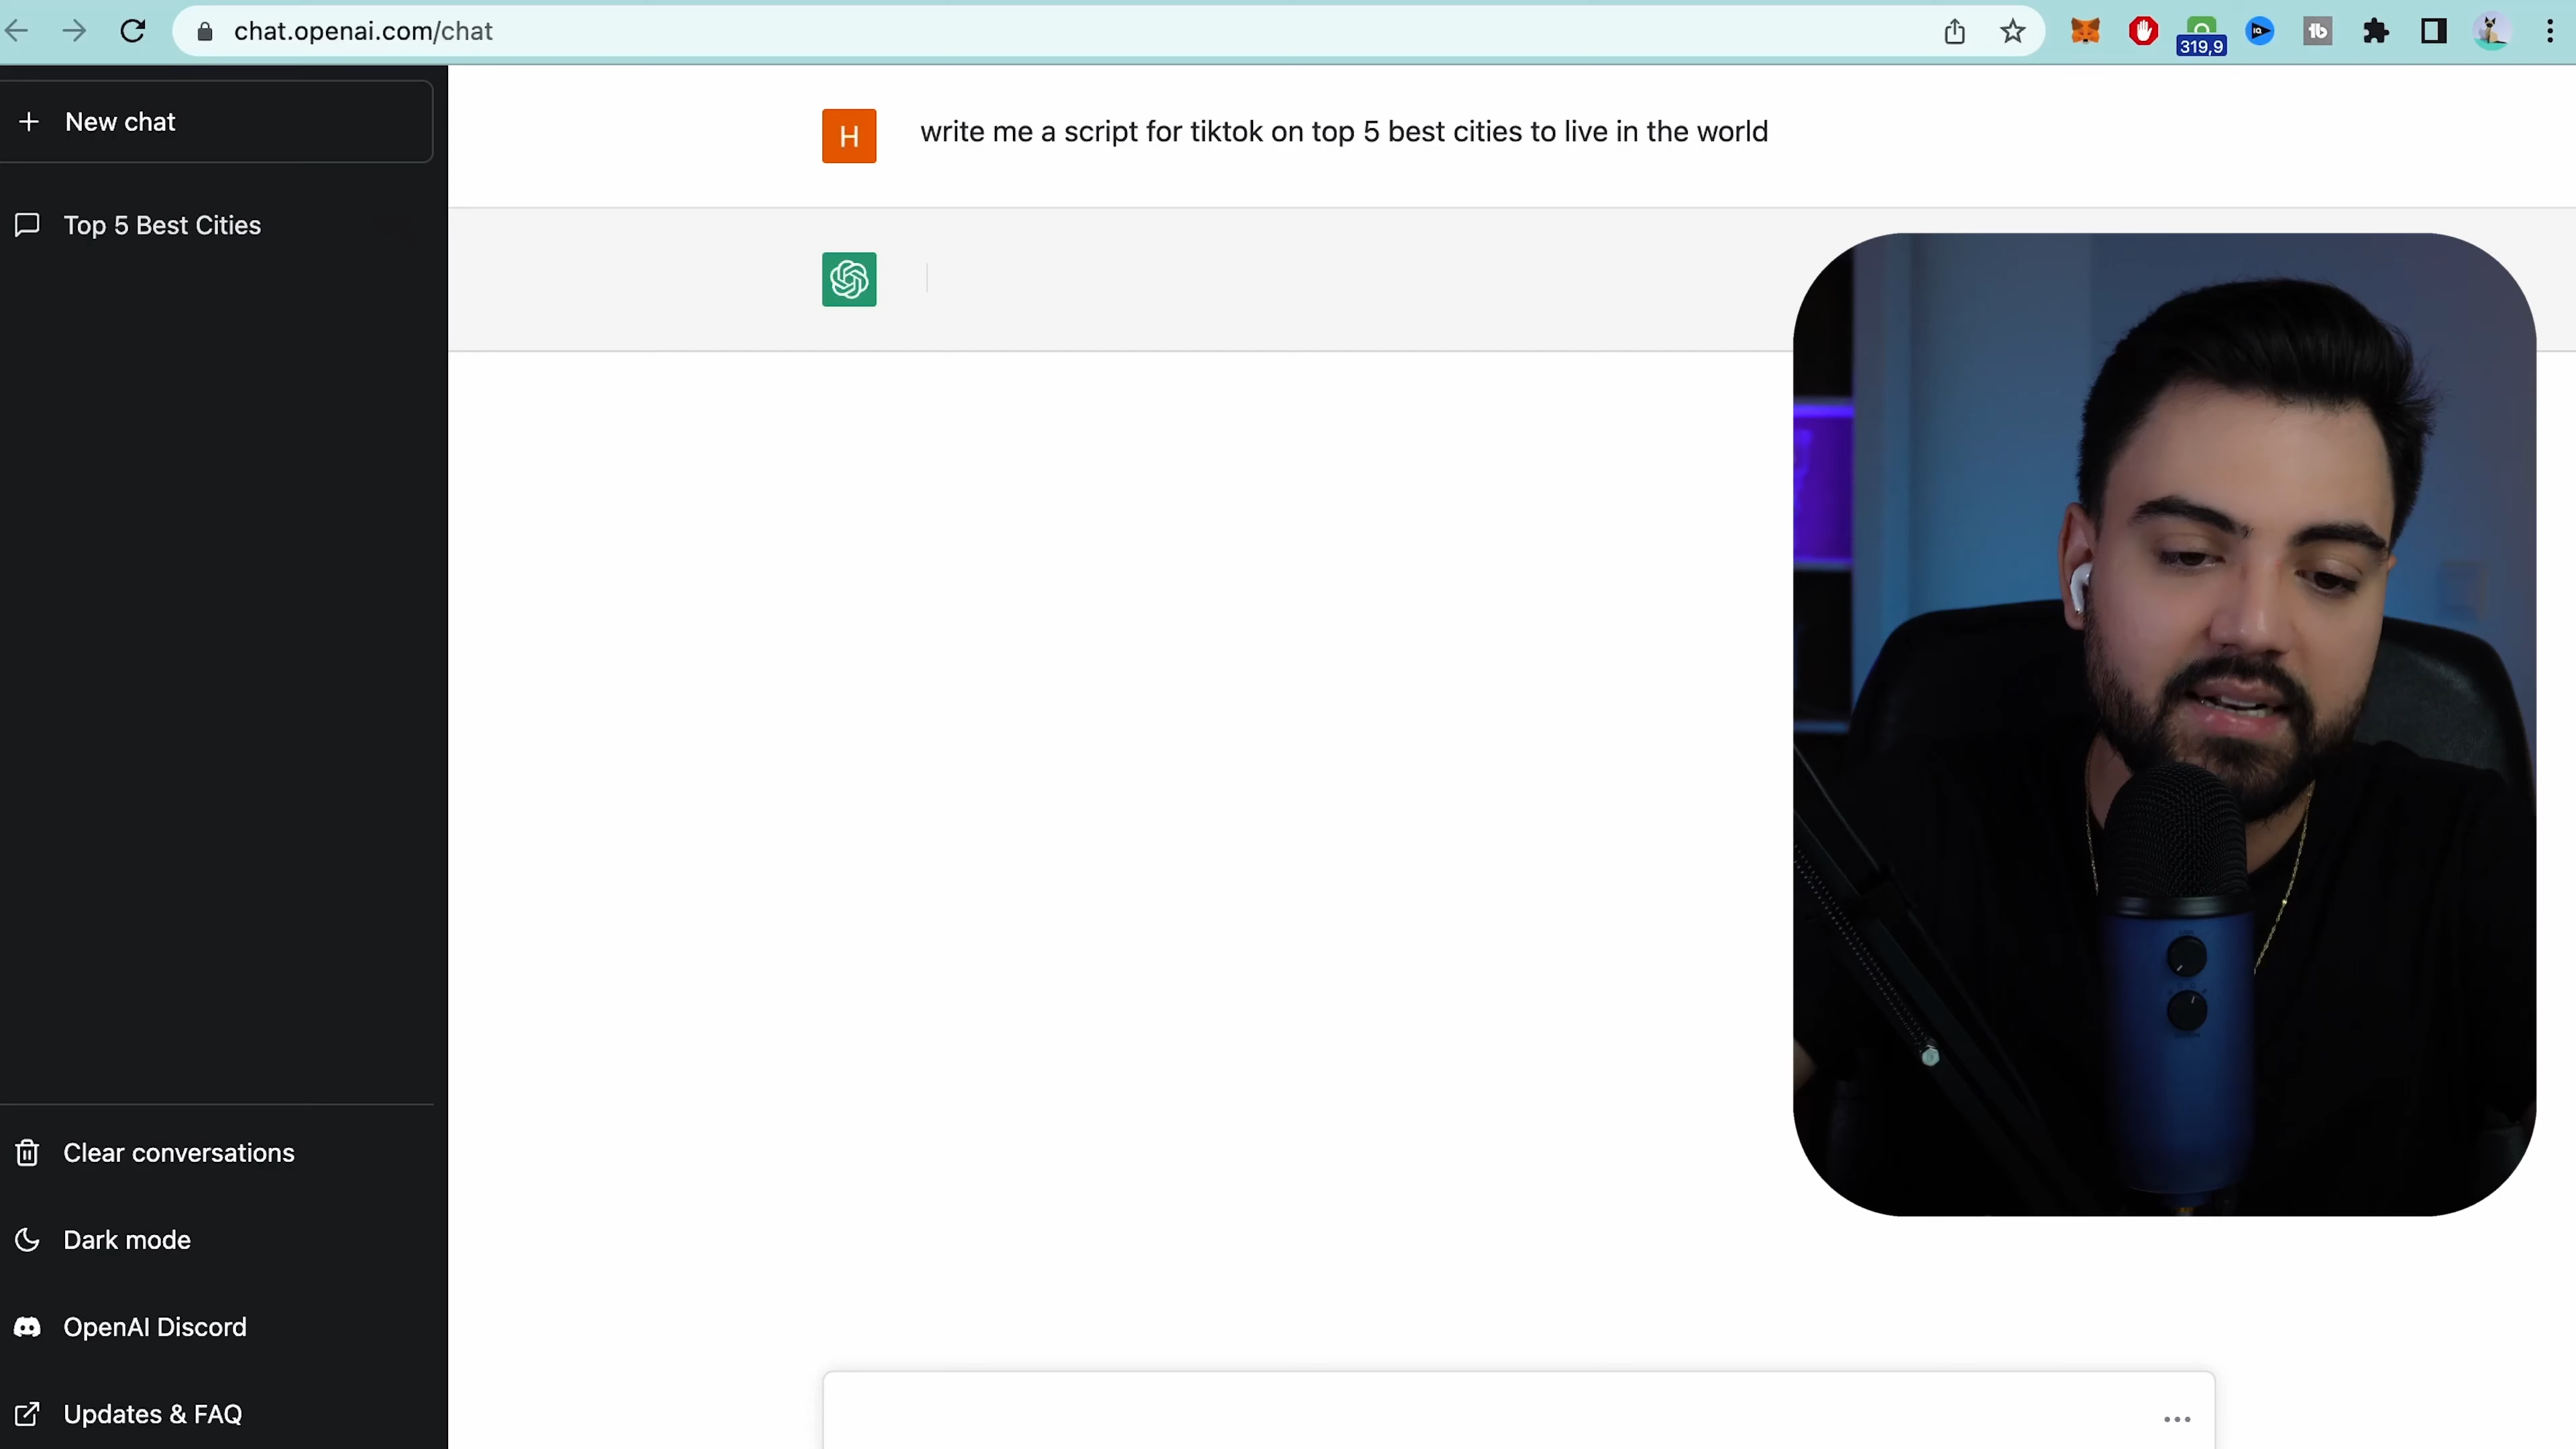 chat.openai.com/chat
319,9
New chat
H
write me a script for tiktok on top 5 best cities to live in the world
Top 5 Best Cities
Clear conversations
Dark mode
OpenAI Discord
Updates & FAQ